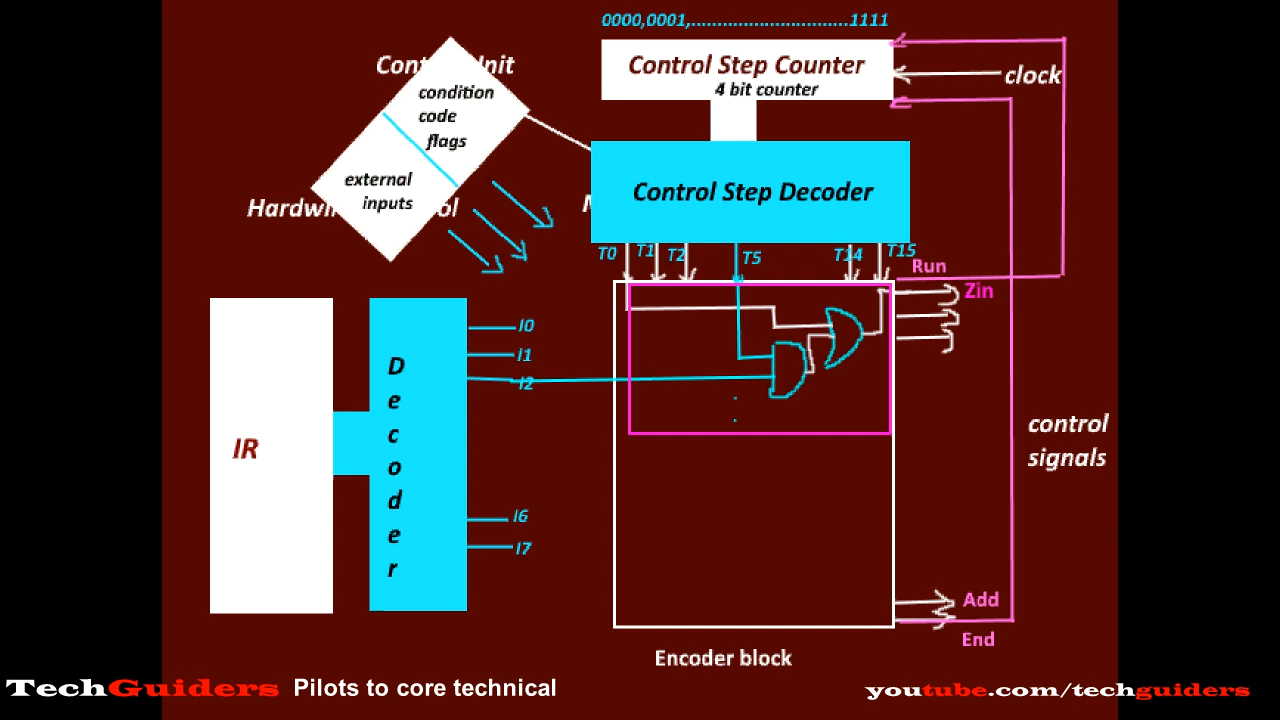 0000,0001,..............................1111
Control Step Counter
4 bit counter
clock
condition
code
flags
external
inputs
Control Step Decoder
T0 T1 T2 T5 T14 T15
Run
Zin
I0
I1
I2
IR
D
e
c
o
d
e
r
I6
I7
control
signals
Add
End
Encoder block
TechGuiders Pilots to core technical
youtube.com/techguiders